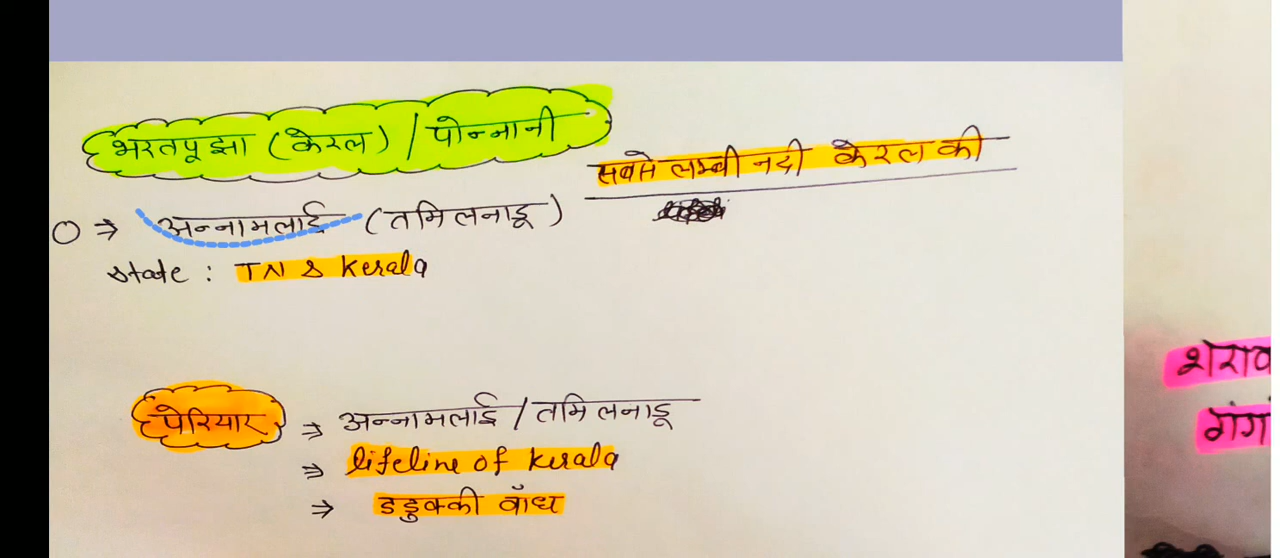 भरतपूझा (केरल) / पोन्नानी
सबसे लम्बी नदी केरल की
O ⇒ अन्नामलाई (तमिलनाडू)
state : TN & Kerala
पेरियार ⇒ अन्नामलाई / तमिलनाडू
⇒ lifeline of kerala
⇒ इडुक्की बाँध
शेराव
गंग